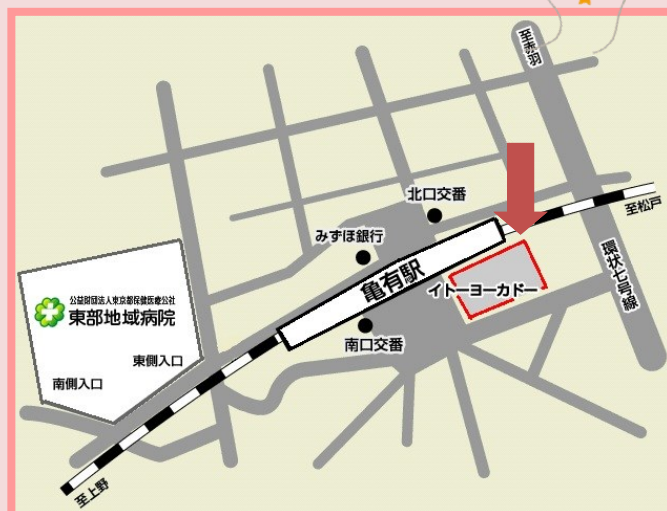 至赤羽
北口交番
至松戸
みずほ銀行
環状七号線
亀有駅
イトーヨーカドー
公益財団法人東京都保健医療公社
東部地域病院
南口交番
東側入口
南側入口
至上野